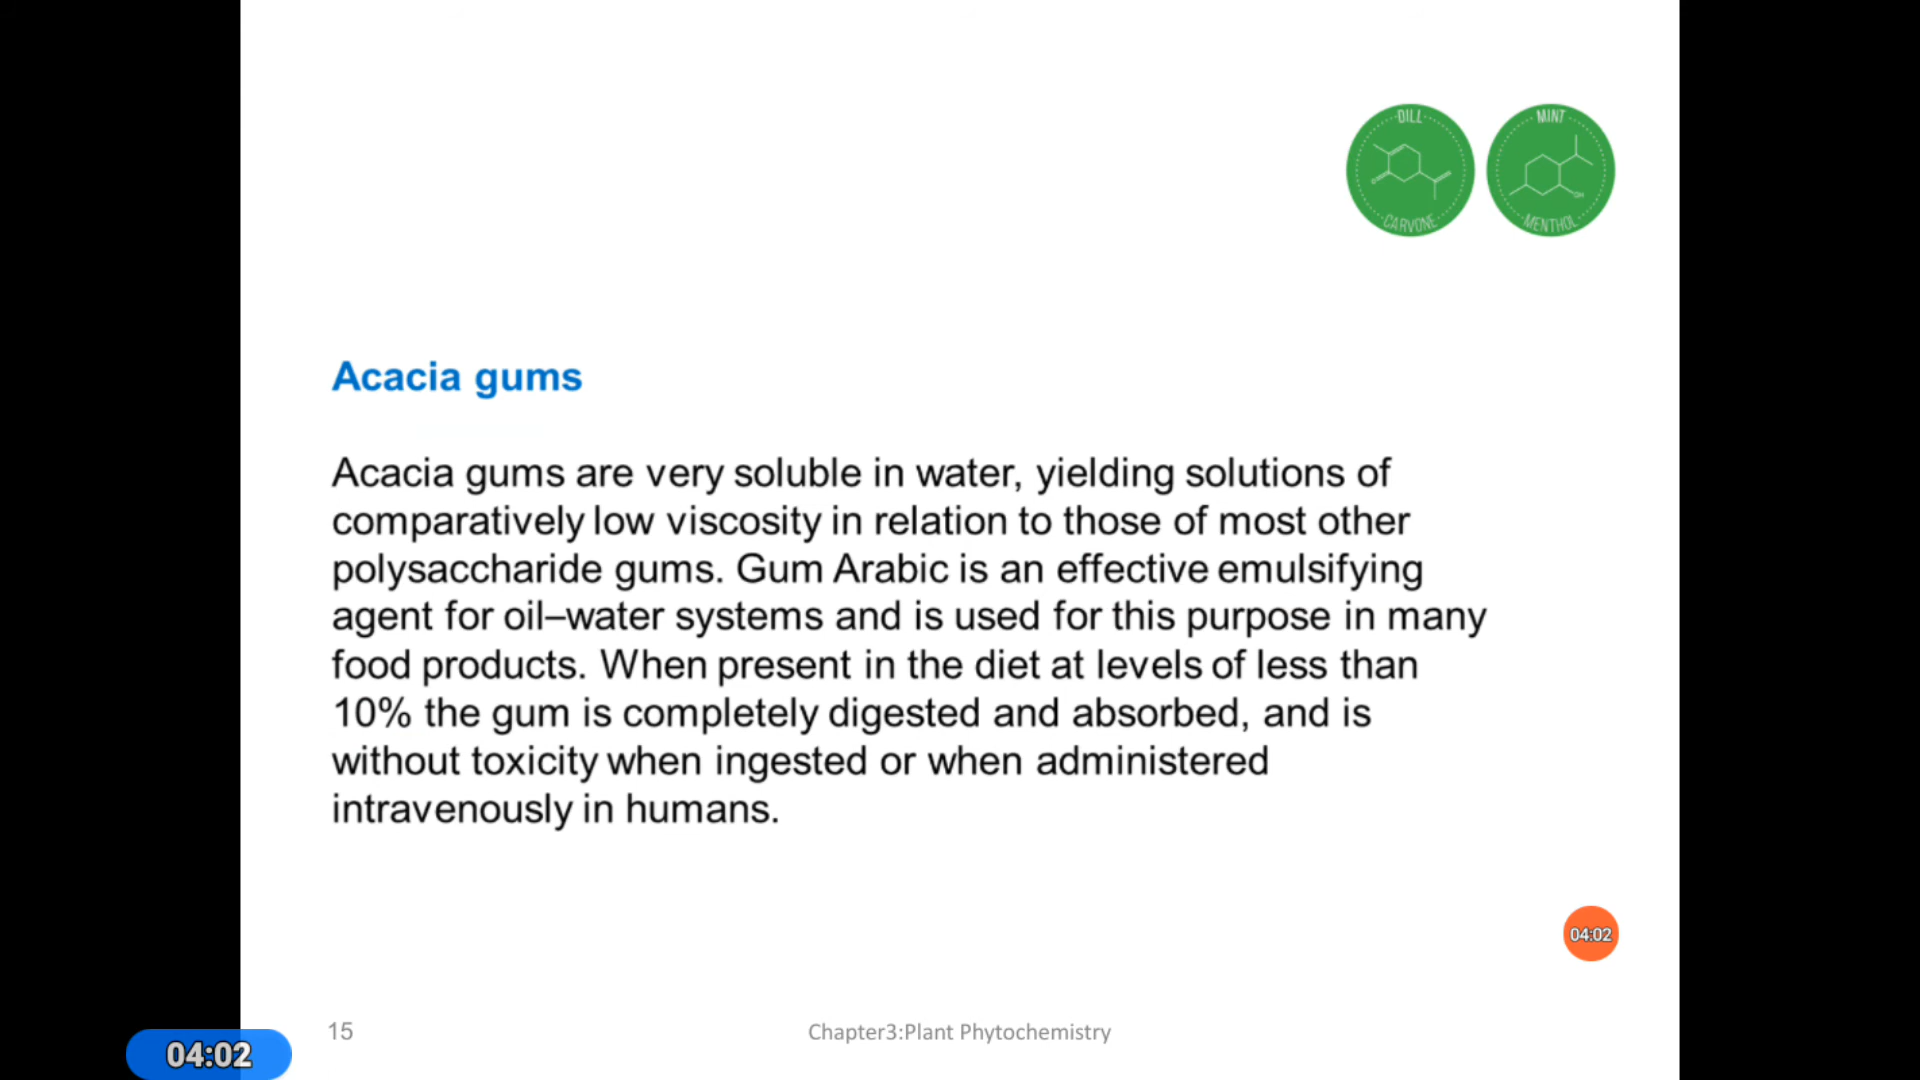 DILL
CARVONE
MINT
OH
MENTHOL
Acacia gums
Acacia gums are very soluble in water, yielding solutions of
comparatively low viscosity in relation to those of most other
polysaccharide gums. Gum Arabic is an effective emulsifying
agent for oil–water systems and is used for this purpose in many
food products. When present in the diet at levels of less than
10% the gum is completely digested and absorbed, and is
without toxicity when ingested or when administered
intravenously in humans.
04:02
15
Chapter3:Plant Phytochemistry
04:02